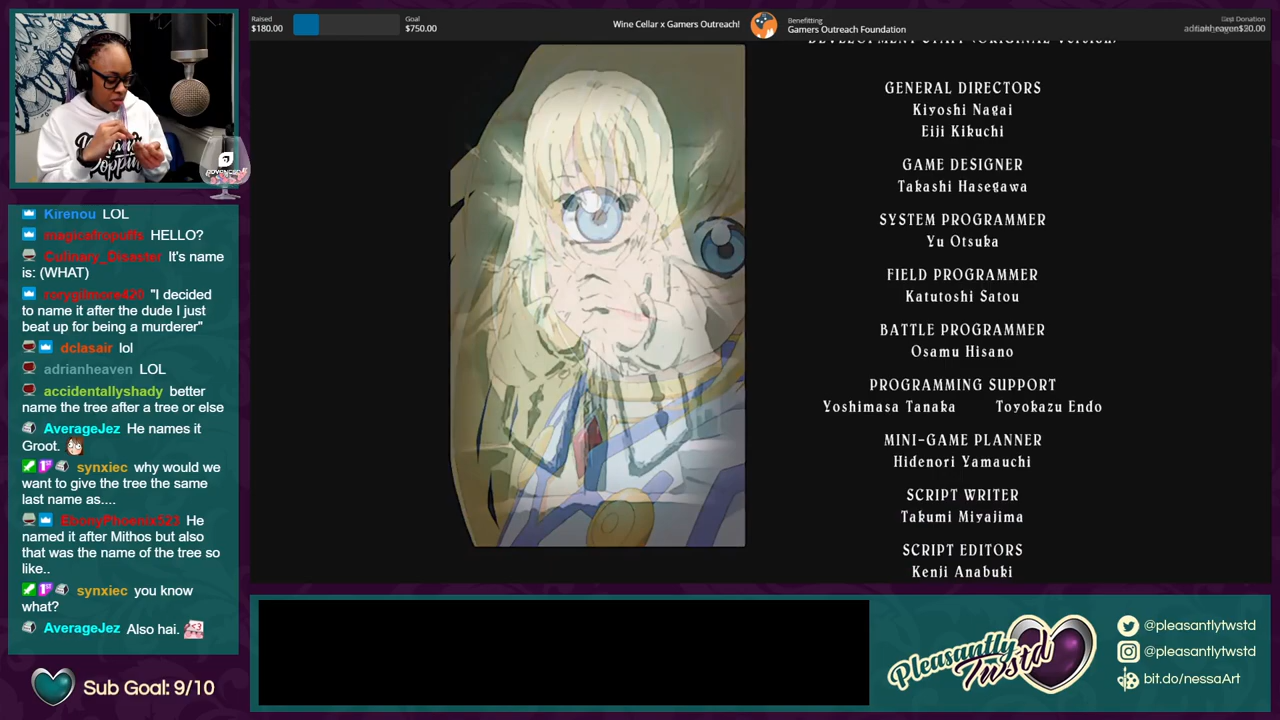 Raised
$180.00
Goal
$750.00
Wine Cellar x Gamers Outreach!
Benefitting
Gamers Outreach Foundation
Kirenou LOL
magicalfropuffs HELLO?
Culinary_Disaster It's name
is: (WHAT)
rorygilmore420 "I decided
to name it after the dude I just
beat up for being a murderer"
dclasair lol
adrianheaven LOL
accidentallyshady better
name the tree after a tree or else
AverageJez He names it
Groot.
synxiec why would we
want to give the tree the same
last name as....
EbonyPhoenix523 He
named it after Mithos but also
that was the name of the tree so
like..
synxiec you know
what?
AverageJez Also hai.
Sub Goal: 9/10
DEVELOPMENT STAFF (ORIGINAL VERSION)
GENERAL DIRECTORS
Kiyoshi Nagai
Eiji Kikuchi
GAME DESIGNER
Takashi Hasegawa
SYSTEM PROGRAMMER
Yu Otsuka
FIELD PROGRAMMER
Katutoshi Satou
BATTLE PROGRAMMER
Osamu Hisano
PROGRAMMING SUPPORT
Yoshimasa Tanaka Toyokazu Endo
MINI-GAME PLANNER
Hidenori Yamauchi
SCRIPT WRITER
Takumi Miyajima
SCRIPT EDITORS
Kenji Anabuki
Pleasantly
Twstd
@pleasantlytwstd
@pleasantlytwstd
bit.do/nessaArt